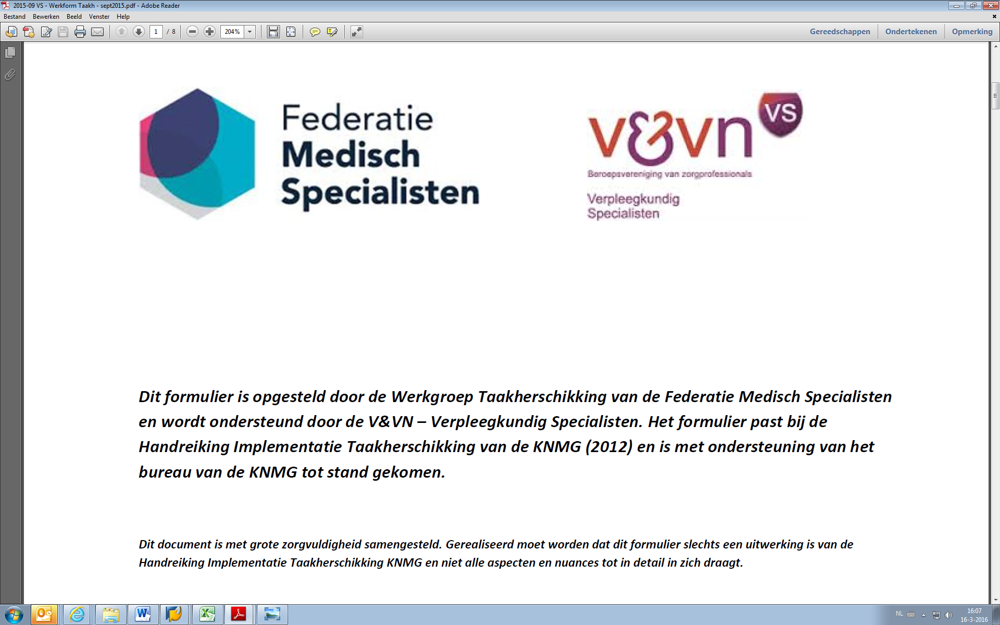 2015-09 VS - Werkform Taakh - sept2015.pdf - Adobe Reader
Bestand Bewerken Beeld Venster Help
1 / 8 204% Gereedschappen Ondertekenen Opmerking
Federatie
Medisch
Specialisten
v&vn VS
Beroepsvereniging van zorgprofessionals
Verpleegkundig
Specialisten
Dit formulier is opgesteld door de Werkgroep Taakherschikking van de Federatie Medisch Specialisten
en wordt ondersteund door de V&VN – Verpleegkundig Specialisten. Het formulier past bij de
Handreiking Implementatie Taakherschikking van de KNMG (2012) en is met ondersteuning van het
bureau van de KNMG tot stand gekomen.
Dit document is met grote zorgvuldigheid samengesteld. Gerealiseerd moet worden dat dit formulier slechts een uitwerking is van de
Handreiking Implementatie Taakherschikking KNMG en niet alle aspecten en nuances tot in detail in zich draagt.
NL 16:07
16-3-2016